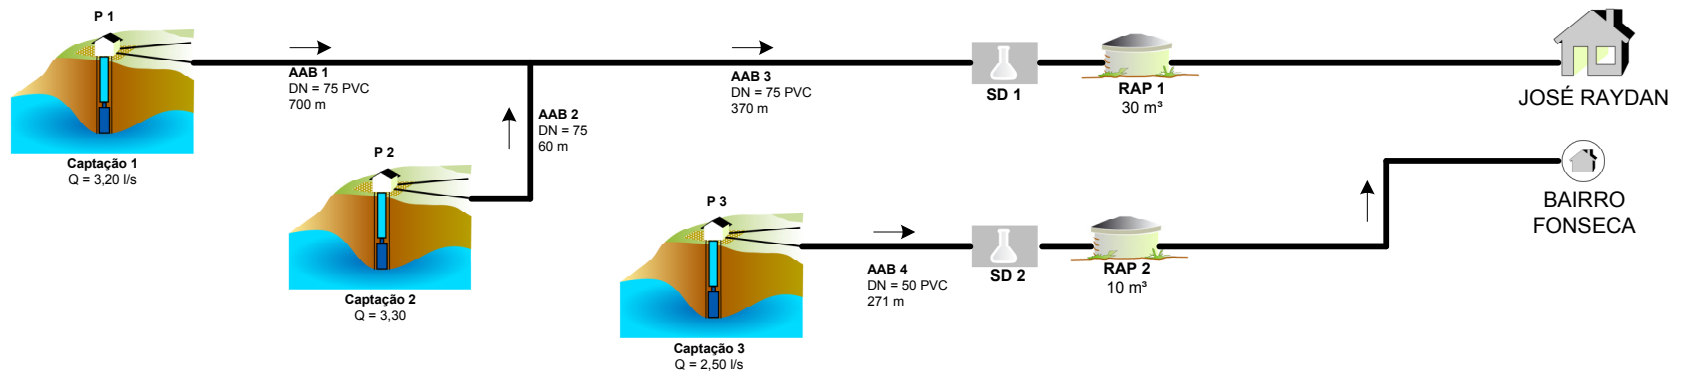 P 1
AAB 1
DN = 75 PVC
700 m
Captação 1
Q = 3,20 l/s
AAB 2
DN = 75
60 m
P 2
Captação 2
Q = 3,30
AAB 3
DN = 75 PVC
370 m
SD 1
RAP 1
30 m³
JOSÉ RAYDAN
P 3
Captação 3
Q = 2,50 l/s
AAB 4
DN = 50 PVC
271 m
SD 2
RAP 2
10 m³
BAIRRO
FONSECA